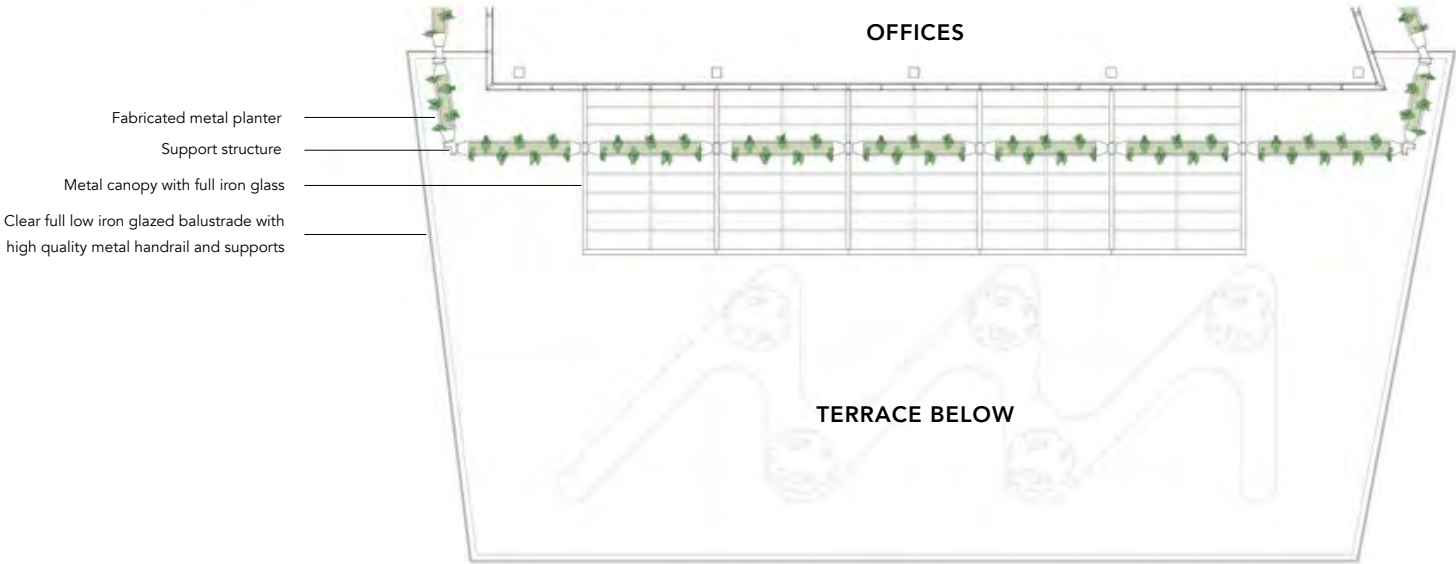 OFFICES
Fabricated metal planter
Support structure
Metal canopy with full iron glass
Clear full low iron glazed balustrade with
high quality metal handrail and supports
TERRACE BELOW